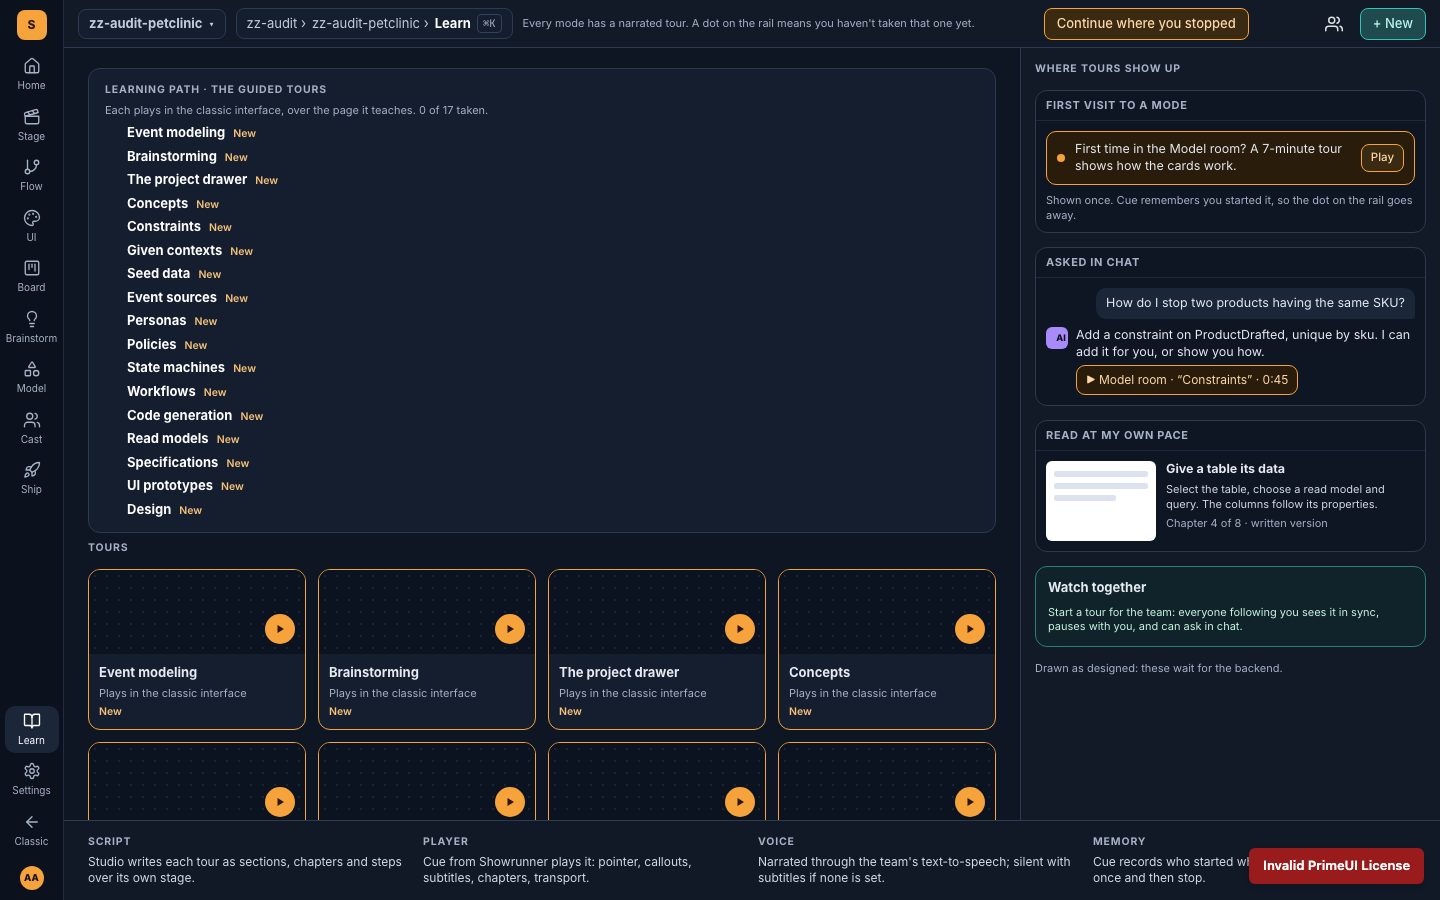 S
zz-audit-petclinic
zz-audit › zz-audit-petclinic › Learn ⌘K
Every mode has a narrated tour. A dot on the rail means you haven't taken that one yet.
Continue where you stopped
+ New
Home
Stage
Flow
UI
Board
Brainstorm
Model
Cast
Ship
Learn
Settings
Classic
AA
LEARNING PATH · THE GUIDED TOURS
Each plays in the classic interface, over the page it teaches. 0 of 17 taken.
Event modeling New
Brainstorming New
The project drawer New
Concepts New
Constraints New
Given contexts New
Seed data New
Event sources New
Personas New
Policies New
State machines New
Workflows New
Code generation New
Read models New
Specifications New
UI prototypes New
Design New
TOURS
Event modeling
Plays in the classic interface
New
Brainstorming
Plays in the classic interface
New
The project drawer
Plays in the classic interface
New
Concepts
Plays in the classic interface
New
WHERE TOURS SHOW UP
FIRST VISIT TO A MODE
First time in the Model room? A 7-minute tour
shows how the cards work.
Play
Shown once. Cue remembers you started it, so the dot on the rail goes
away.
ASKED IN CHAT
How do I stop two products having the same SKU?
AI
Add a constraint on ProductDrafted, unique by sku. I can
add it for you, or show you how.
Model room · “Constraints” · 0:45
READ AT MY OWN PACE
Give a table its data
Select the table, choose a read model and
query. The columns follow its properties.
Chapter 4 of 8 · written version
Watch together
Start a tour for the team: everyone following you sees it in sync,
pauses with you, and can ask in chat.
Drawn as designed: these wait for the backend.
SCRIPT
Studio writes each tour as sections, chapters and steps
over its own stage.
PLAYER
Cue from Showrunner plays it: pointer, callouts,
subtitles, chapters, transport.
VOICE
Narrated through the team's text-to-speech; silent with
subtitles if none is set.
MEMORY
Cue records who started
once and then stop.
Invalid PrimeUI License